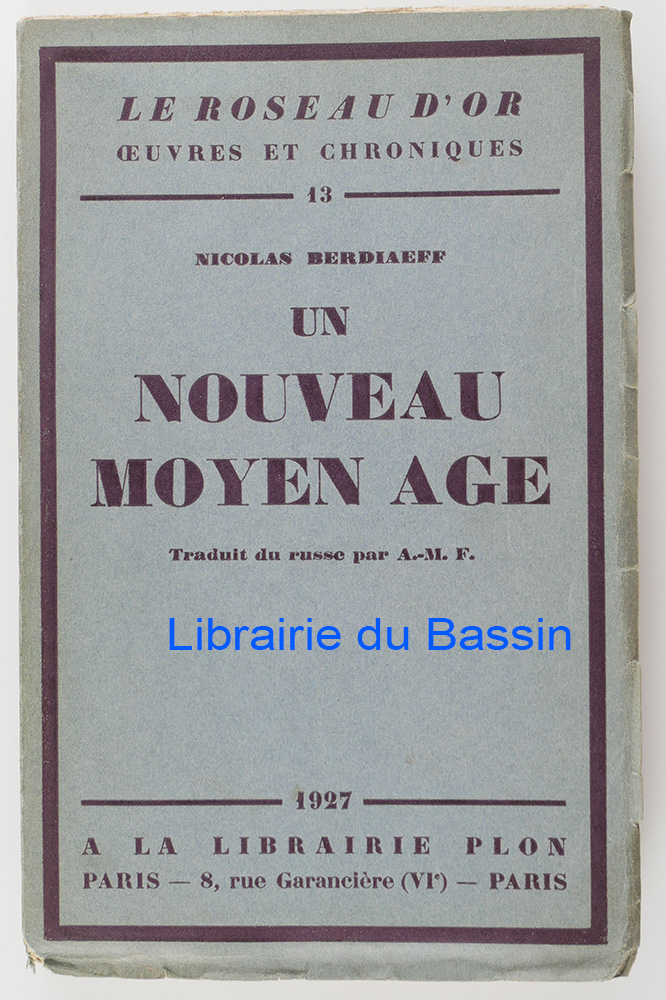 LE ROSEAU D'OR
ŒUVRES ET CHRONIQUES
13
NICOLAS BERDIAEFF
UN
NOUVEAU
MOYEN AGE
Traduit du russe par A.-M. F.
Librairie du Bassin
1927
A LA LIBRAIRIE PLON
PARIS — 8, rue Garancière (VIᵉ) — PARIS